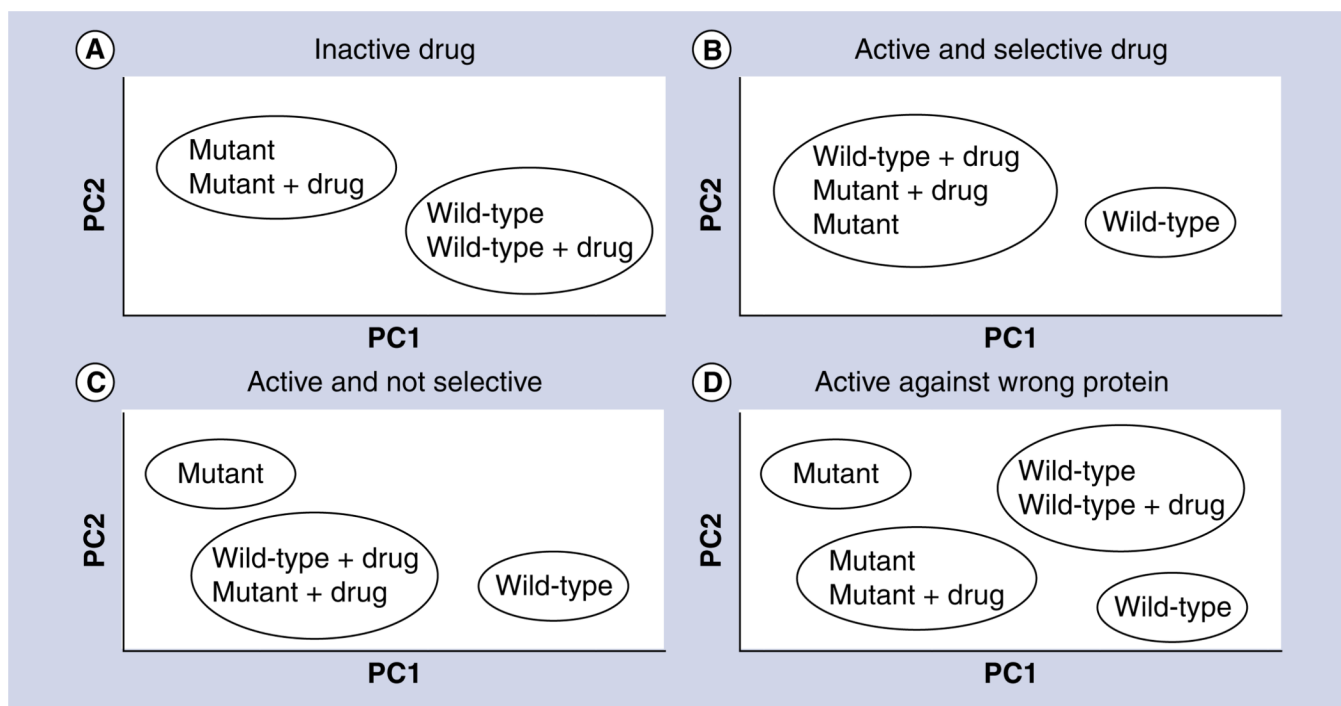 A
Inactive drug
PC2
Mutant
Mutant + drug
Wild-type
Wild-type + drug
PC1
B
Active and selective drug
PC2
Wild-type + drug
Mutant + drug
Mutant
Wild-type
PC1
C
Active and not selective
PC2
Mutant
Wild-type + drug
Mutant + drug
Wild-type
PC1
D
Active against wrong protein
PC2
Mutant
Wild-type
Wild-type + drug
Mutant
Mutant + drug
Wild-type
PC1